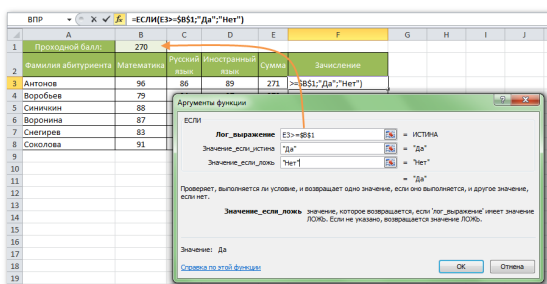 ВПР =ЕСЛИ(E3>=$B$1;"Да";"Нет")
A B C D E F G H I J
1 Проходной балл: 270
2 Фамилия абитуриента Математика Русский язык Иностранный язык Сумма Зачисление
3 Антонов 96 86 89 271 >=$B$1;"Да";"Нет")
4 Воробьев 79
5 Синичкин 88
6 Воронина 87
7 Снегирев 83
8 Соколова 91
9
10
11
12
13
14
15
16
17
18
19
Аргументы функции
ЕСЛИ
Лог_выражение E3>=$B$1 = ИСТИНА
Значение_если_истина "Да" = "Да"
Значение_если_ложь "Нет" = "Нет"
= "Да"
Проверяет, выполняется ли условие, и возвращает одно значение, если оно выполняется, и другое значение,
если нет.
Значение_если_ложь значение, которое возвращается, если 'лог_выражение' имеет значение
ЛОЖЬ. Если не указано, возвращается значение ЛОЖЬ.
Значение: Да
Справка по этой функции
ОК Отмена